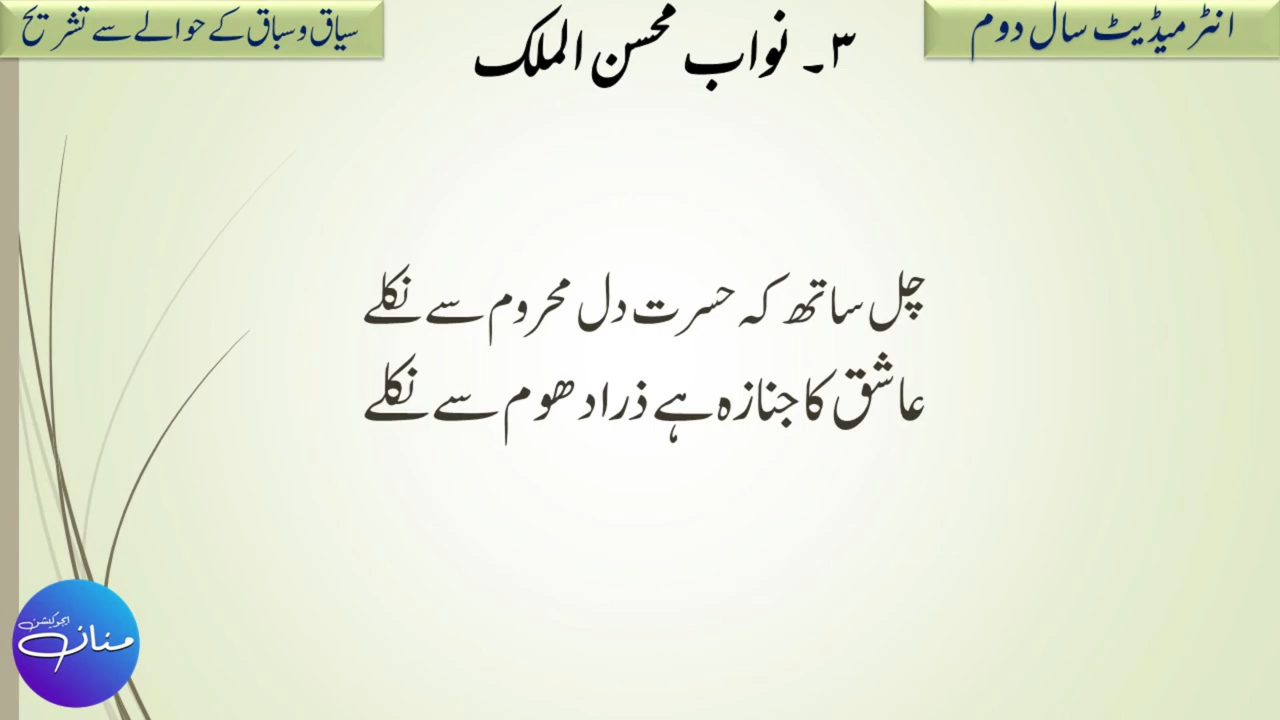 انٹرمیڈیٹ سال دوم
سیاق وسباق کے حوالے سے تشریح
۳۔ نواب محسن الملک
چل ساتھ کہ حسرت دل محروم سے نکلے
عاشق کا جنازہ ہے ذرا دھوم سے نکلے
ایجوکیشن
منان